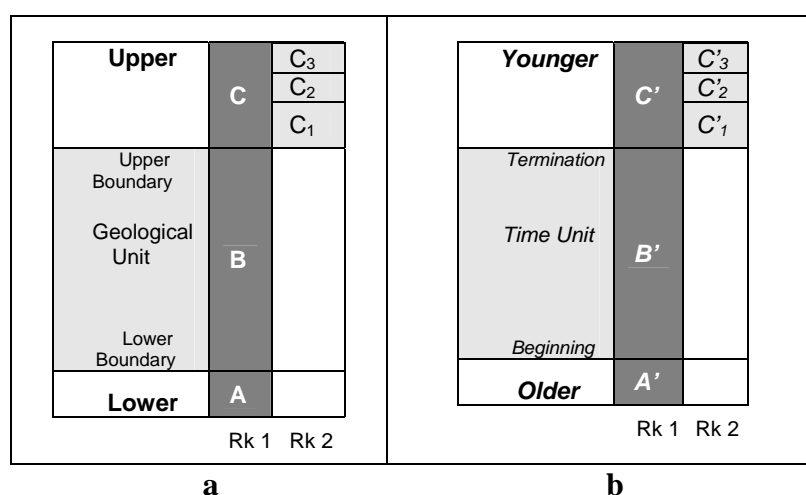 Upper
C
C3
C2
C1
Upper
Boundary
Geological
Unit
B
Lower
Boundary
Lower
A
Rk 1 Rk 2
a
Younger
C’
C’3
C’2
C’1
Termination
Time Unit
B’
Beginning
Older
A’
Rk 1 Rk 2
b